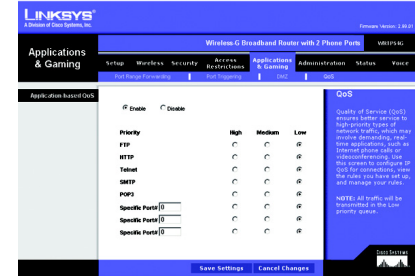 LINKSYS®
A Division of Cisco Systems, Inc.
Firmware Version: 2.00.01
Wireless-G Broadband Router with 2 Phone Ports
WRTP54G
Applications & Gaming
Setup
Wireless
Security
Access Restrictions
Applications & Gaming
Administration
Status
Voice
Port Range Forwarding
Port Triggering
DMZ
QoS
Application-based QoS
Enable
Disable
Priority
High
Medium
Low
FTP
HTTP
Telnet
SMTP
POP3
Specific Port# 0
Specific Port# 0
Specific Port# 0
QoS
Quality of Service (QoS)
ensures better service to
high-priority types of
network traffic, which may
involve demanding, real-
time applications, such as
Internet phone calls or
videoconferencing. Use
this screen to configure IP
QoS for connections, view
the rules you have set up,
and manage your rules.
NOTE: All traffic will be
transmitted in the Low
priority queue.
Save Settings
Cancel Changes
CISCO SYSTEMS